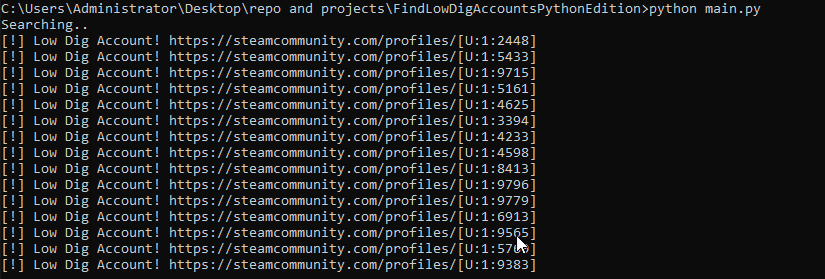 C:\Users\Administrator\Desktop\repo and projects\FindLowDigAccountsPythonEdition>python main.py
Searching..
[!] Low Dig Account! https://steamcommunity.com/profiles/[U:1:2448]
[!] Low Dig Account! https://steamcommunity.com/profiles/[U:1:5433]
[!] Low Dig Account! https://steamcommunity.com/profiles/[U:1:9715]
[!] Low Dig Account! https://steamcommunity.com/profiles/[U:1:5161]
[!] Low Dig Account! https://steamcommunity.com/profiles/[U:1:4625]
[!] Low Dig Account! https://steamcommunity.com/profiles/[U:1:3394]
[!] Low Dig Account! https://steamcommunity.com/profiles/[U:1:4233]
[!] Low Dig Account! https://steamcommunity.com/profiles/[U:1:4598]
[!] Low Dig Account! https://steamcommunity.com/profiles/[U:1:8413]
[!] Low Dig Account! https://steamcommunity.com/profiles/[U:1:9796]
[!] Low Dig Account! https://steamcommunity.com/profiles/[U:1:9779]
[!] Low Dig Account! https://steamcommunity.com/profiles/[U:1:6913]
[!] Low Dig Account! https://steamcommunity.com/profiles/[U:1:9565]
[!] Low Dig Account!
[!] Low Dig Account! https://steamcommunity.com/profiles/[U:1:9383]